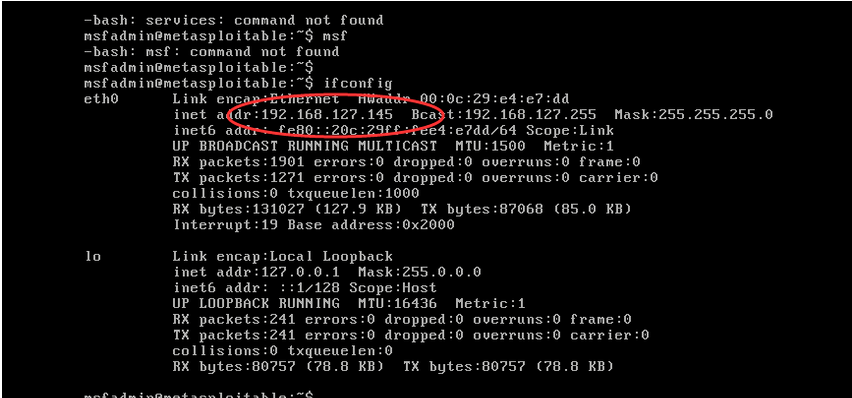 -bash: services: command not found
msfadmin@metasploitable:~$ msf
-bash: msf: command not found
msfadmin@metasploitable:~$
msfadmin@metasploitable:~$ ifconfig
eth0 Link encap:Ethernet HWaddr 00:0c:29:e4:e7:dd
inet addr:192.168.127.145 Bcast:192.168.127.255 Mask:255.255.255.0
inet6 addr: fe80::20c:29ff:fee4:e7dd/64 Scope:Link
UP BROADCAST RUNNING MULTICAST MTU:1500 Metric:1
RX packets:1901 errors:0 dropped:0 overruns:0 frame:0
TX packets:1271 errors:0 dropped:0 overruns:0 carrier:0
collisions:0 txqueuelen:1000
RX bytes:131027 (127.9 KB) TX bytes:87068 (85.0 KB)
Interrupt:19 Base address:0x2000
lo Link encap:Local Loopback
inet addr:127.0.0.1 Mask:255.0.0.0
inet6 addr: ::1/128 Scope:Host
UP LOOPBACK RUNNING MTU:16436 Metric:1
RX packets:241 errors:0 dropped:0 overruns:0 frame:0
TX packets:241 errors:0 dropped:0 overruns:0 carrier:0
collisions:0 txqueuelen:0
RX bytes:80757 (78.8 KB) TX bytes:80757 (78.8 KB)
msfadmin@metasploitable:~$